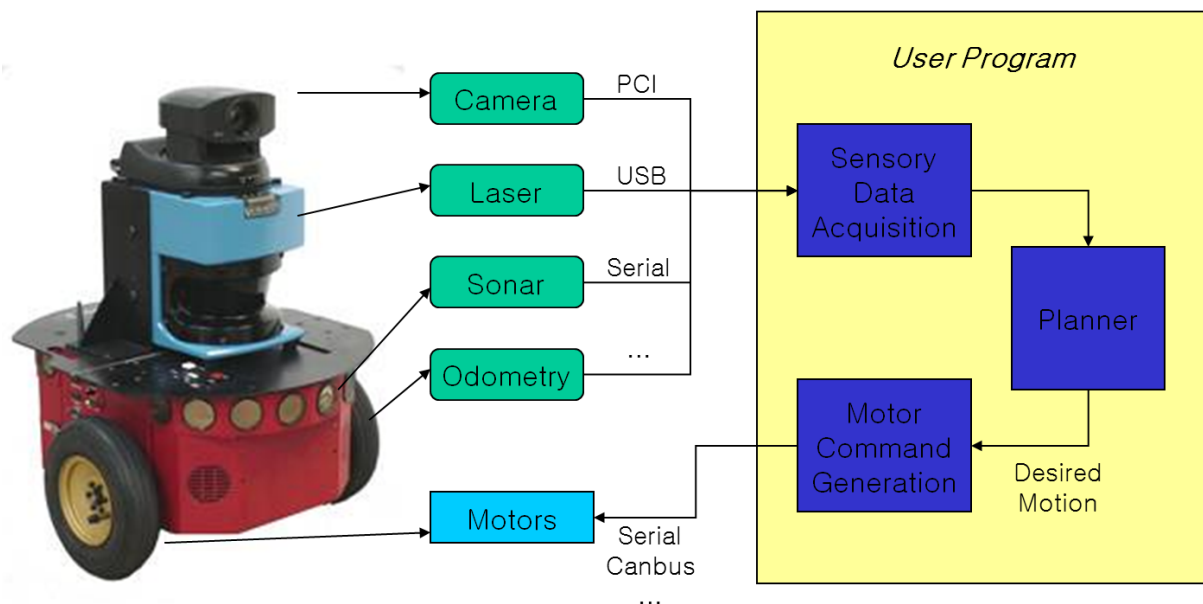 User Program
Camera
PCI
Laser
USB
Sonar
Serial
Odometry
...
Sensory
Data
Acquisition
Planner
Motor
Command
Generation
Desired
Motion
Motors
Serial
Canbus
...